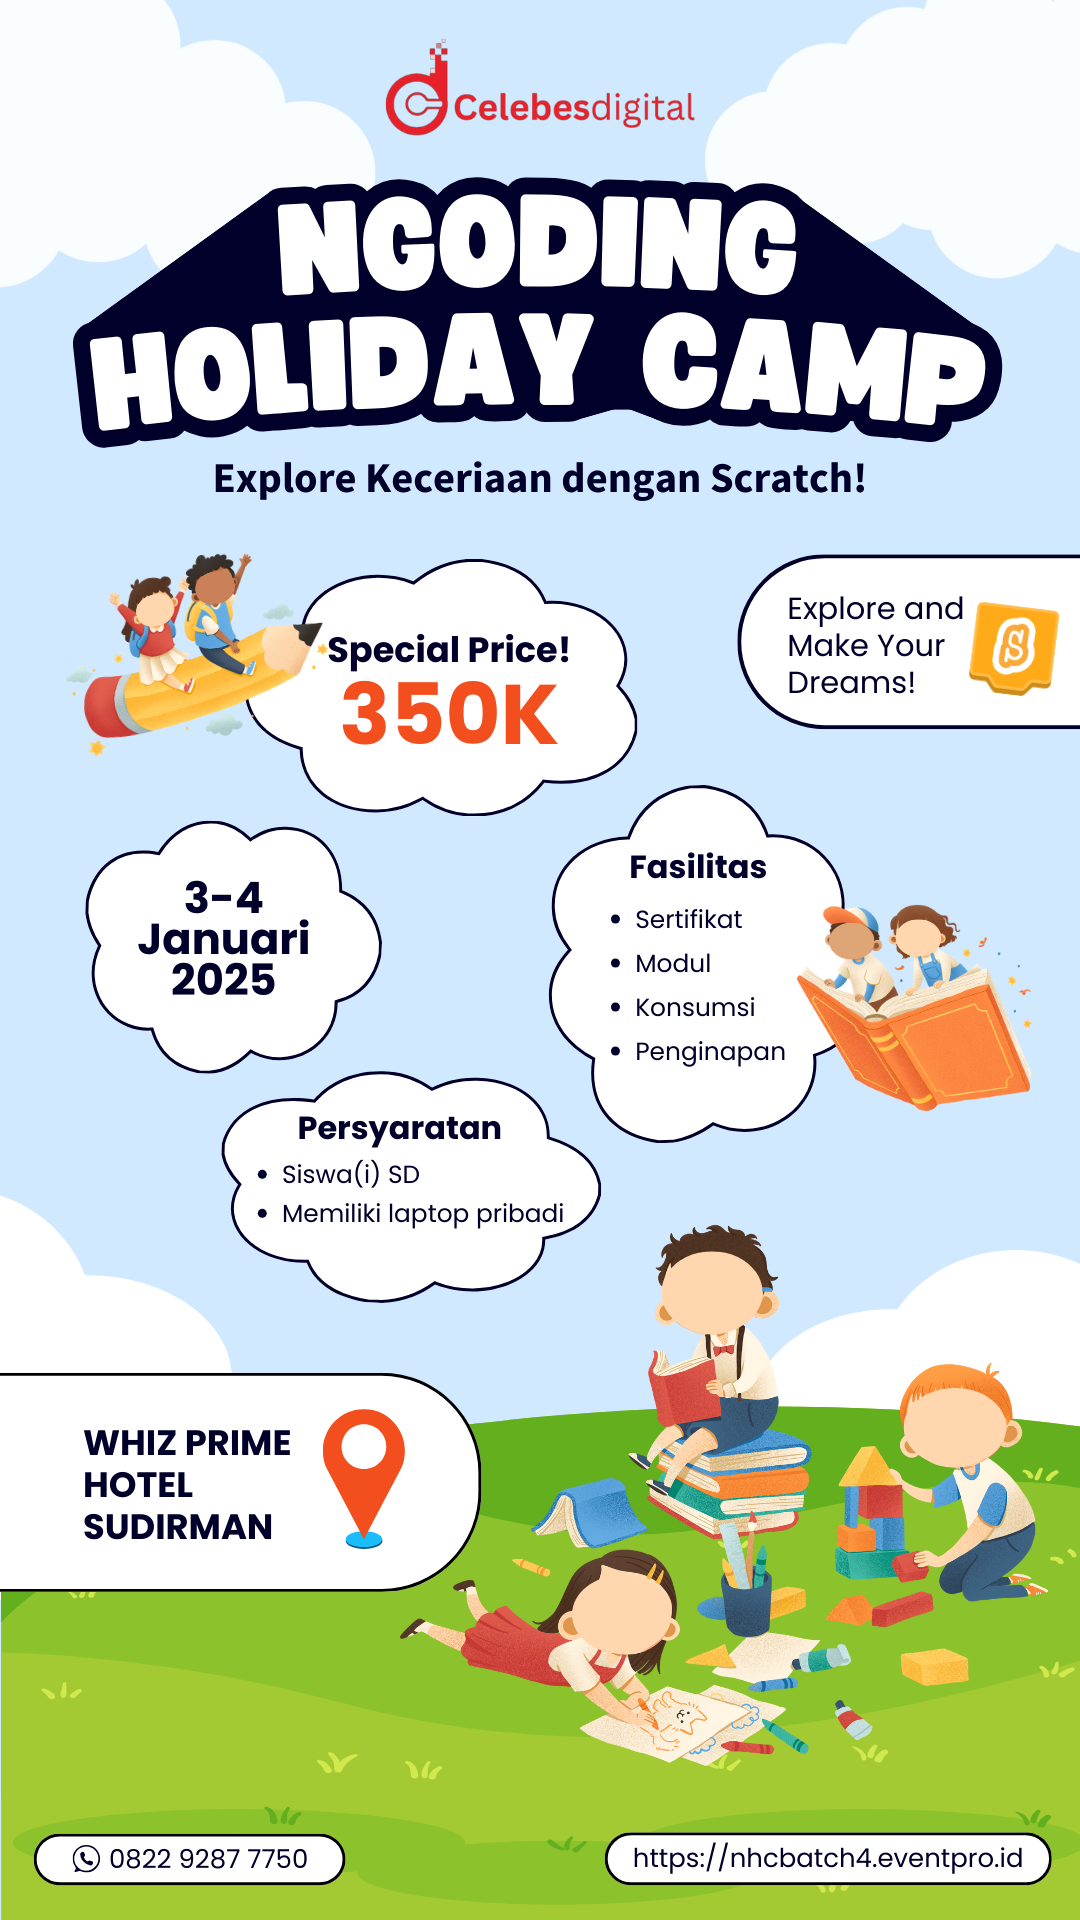 Celebesdigital
NGODING
HOLIDAY CAMP
Explore Keceriaan dengan Scratch!
Special Price!
350K
Explore and
Make Your
Dreams!
S
3-4
Januari
2025
Fasilitas
• Sertifikat
• Modul
• Konsumsi
• Penginapan
Persyaratan
• Siswa(i) SD
• Memiliki laptop pribadi
WHIZ PRIME
HOTEL
SUDIRMAN
0822 9287 7750
https://nhcbatch4.eventpro.id